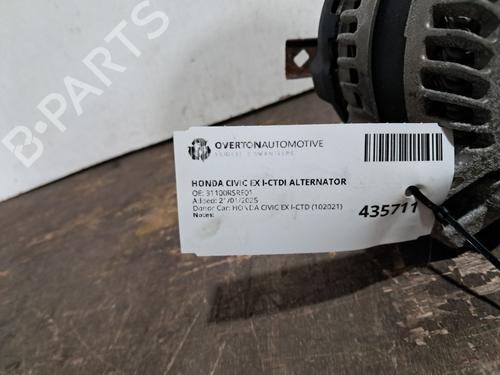 OVERTONAUTOMOTIVE
HONDA CIVIC EX I-CTDI ALTERNATOR
OE: 31100RSRE01
Added: 21/01/2025
Donor Car: HONDA CIVIC EX I-CTD (102021)
Notes:
435711
B-PARTS